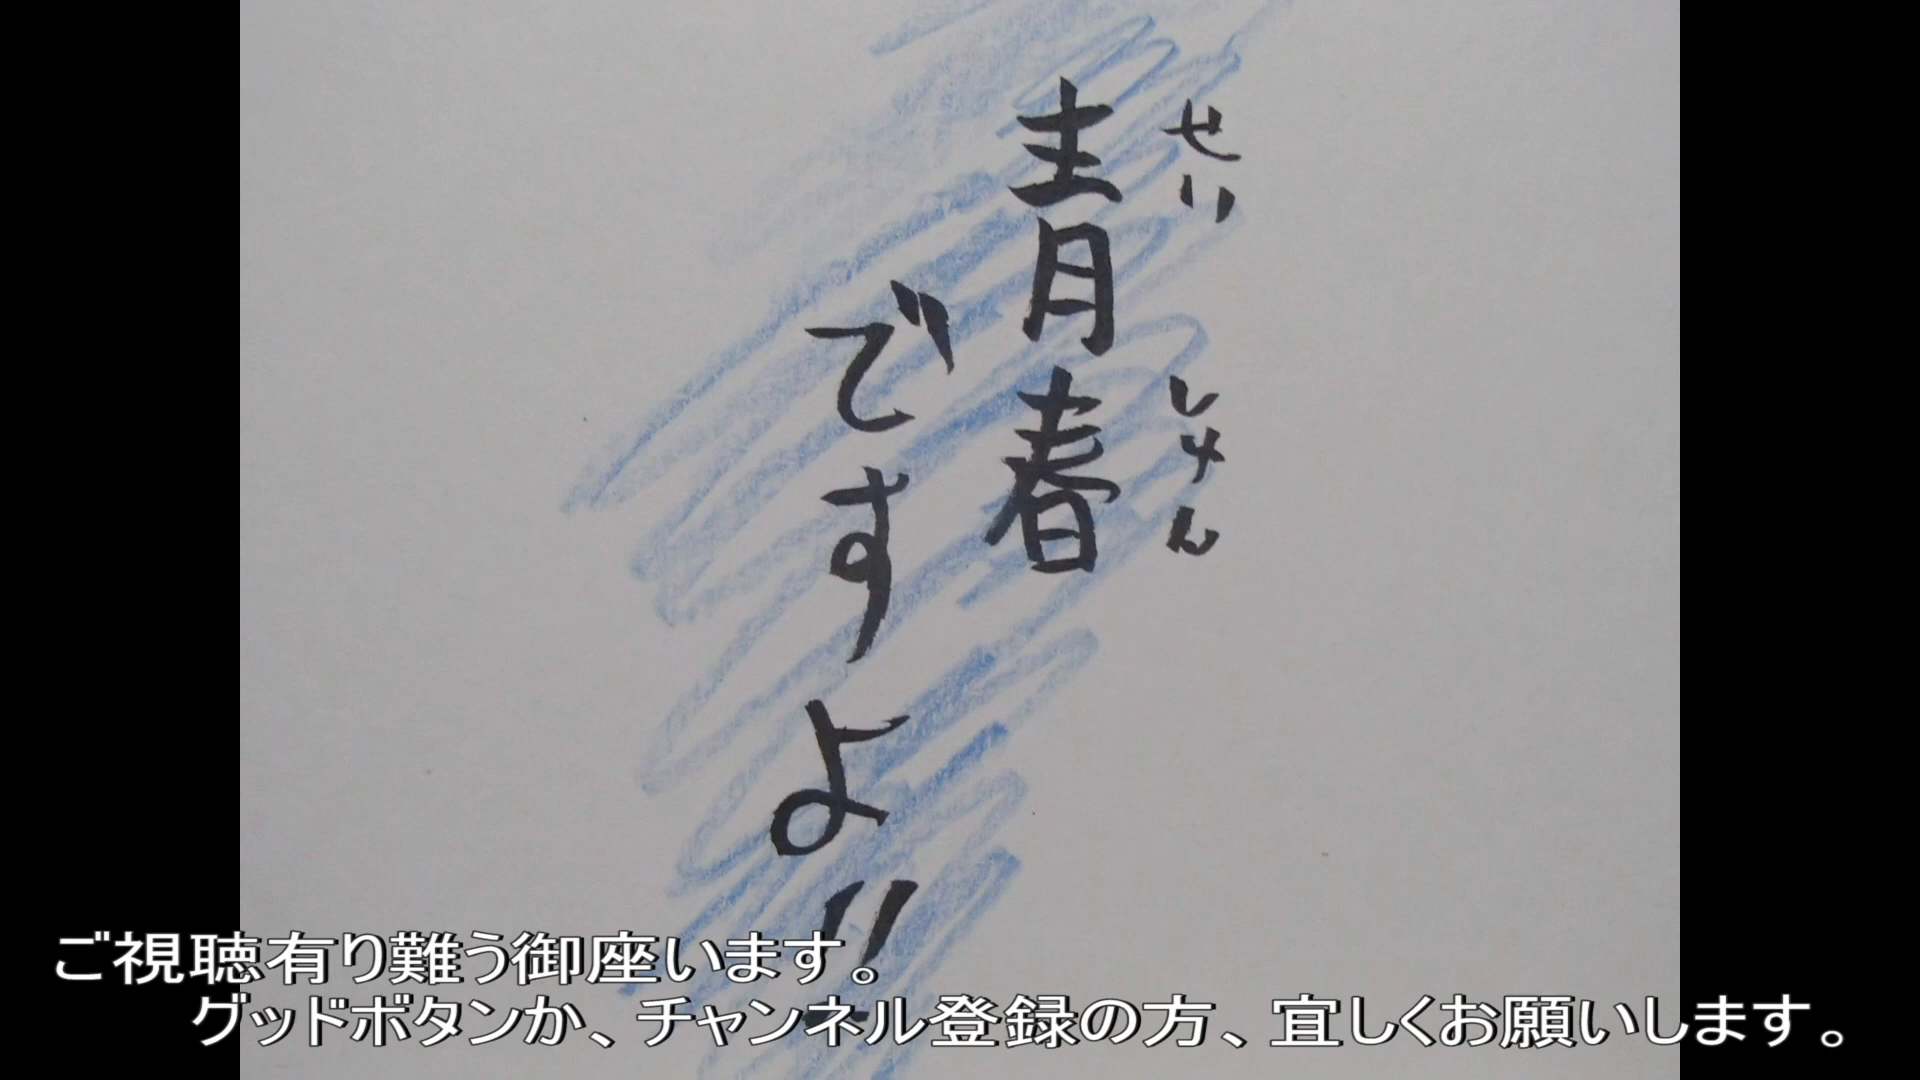 青春
せいしゅん
ですよ!!
ご視聴有り難う御座います。
グッドボタンか、チャンネル登録の方、宜しくお願いします。